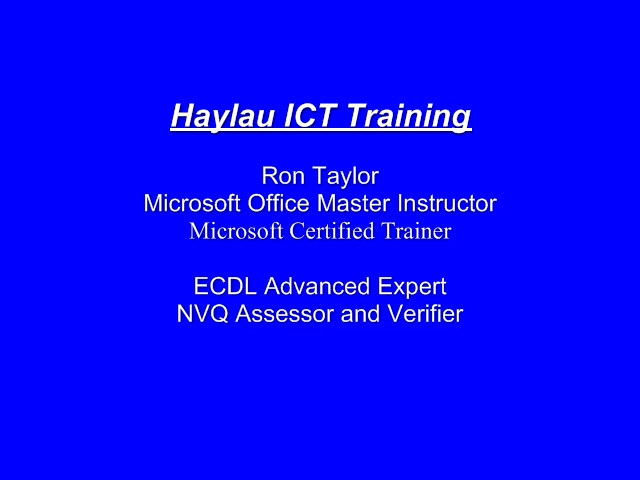 Haylau ICT Training
Ron Taylor
Microsoft Office Master Instructor
Microsoft Certified Trainer
ECDL Advanced Expert
NVQ Assessor and Verifier